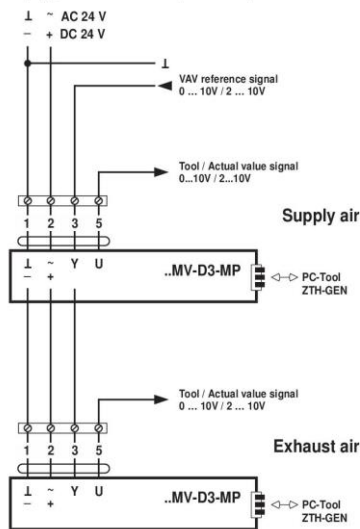 ⊥ ~ AC 24 V
– + DC 24 V
⊥
VAV reference signal
0 ... 10V / 2 ... 10V
Tool / Actual value signal
0...10V / 2...10V
1 2 3 5
Supply air
⊥ ~ Y U
– +
..MV-D3-MP
PC-Tool
ZTH-GEN
Tool / Actual value signal
0 ... 10V / 2 ... 10V
1 2 3 5
Exhaust air
⊥ ~ Y U
– +
..MV-D3-MP
PC-Tool
ZTH-GEN